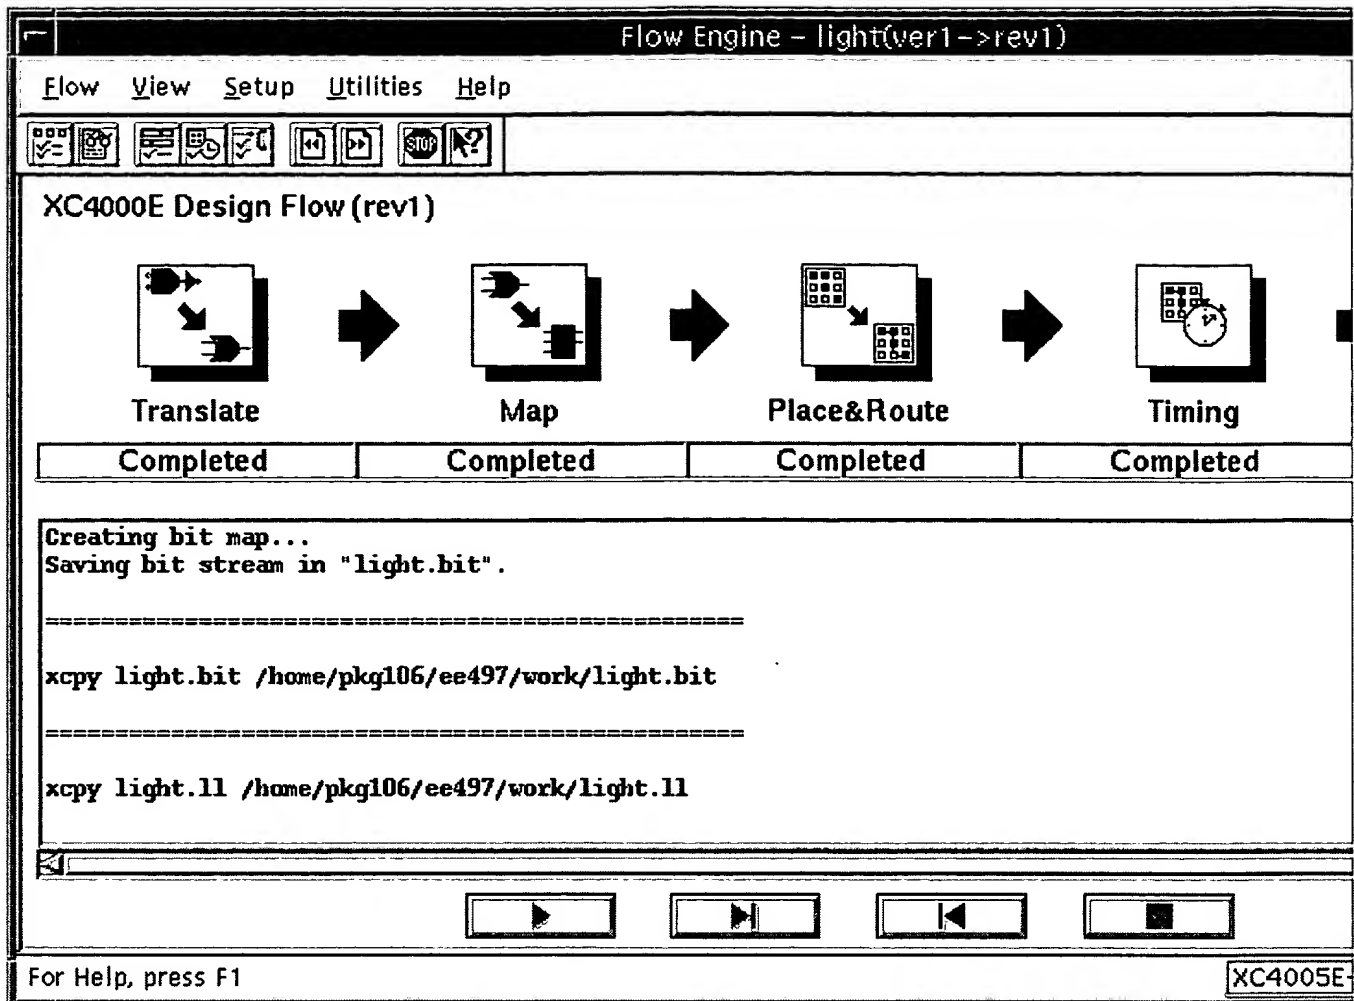 Flow Engine – light(ver1->rev1)
Flow View Setup Utilities Help
STOP
XC4000E Design Flow (rev1)
Translate Map Place&Route Timing
Completed Completed Completed Completed
Creating bit map...
Saving bit stream in "light.bit".
==================================================
xcpy light.bit /home/pkg106/ee497/work/light.bit
==================================================
xcpy light.ll /home/pkg106/ee497/work/light.ll
For Help, press F1
XC4005E-